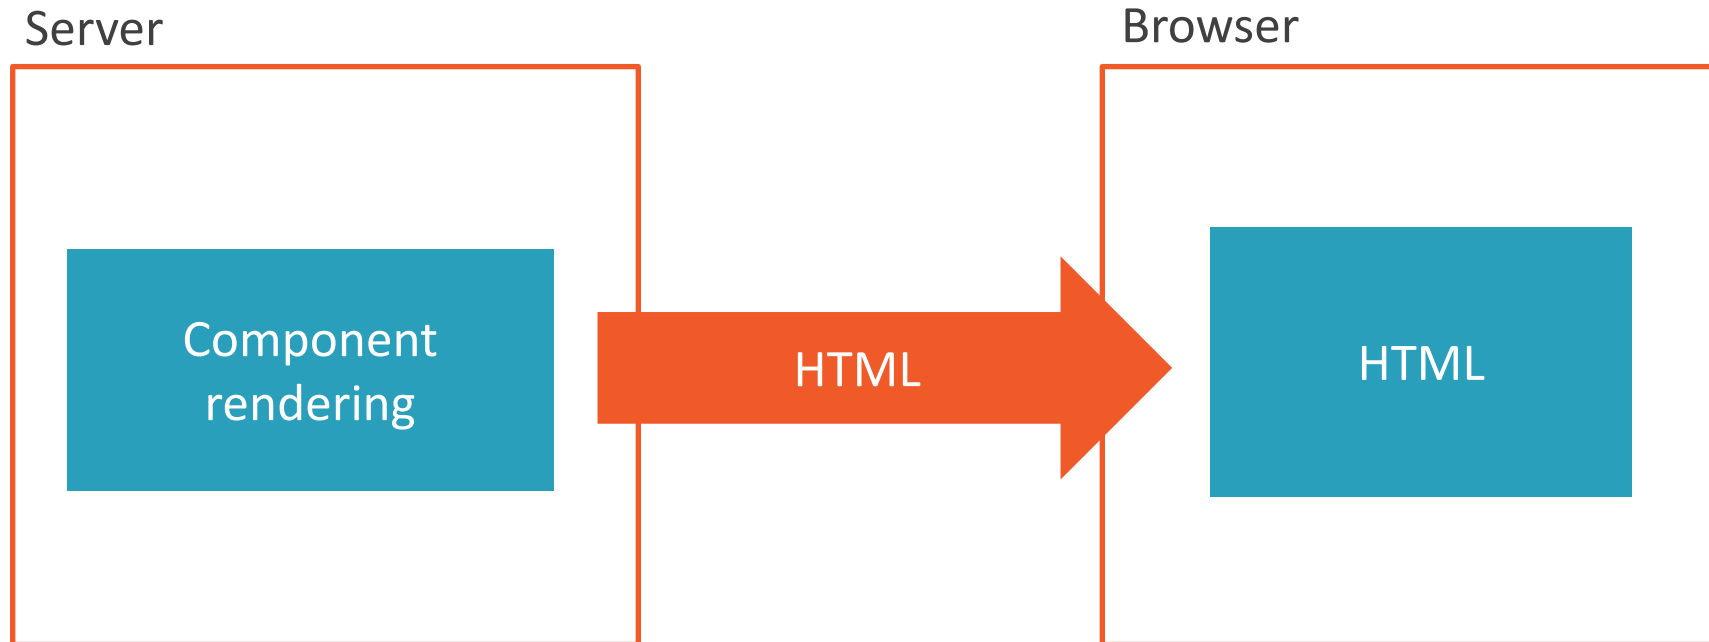 Server
Browser
Component
rendering
HTML
HTML